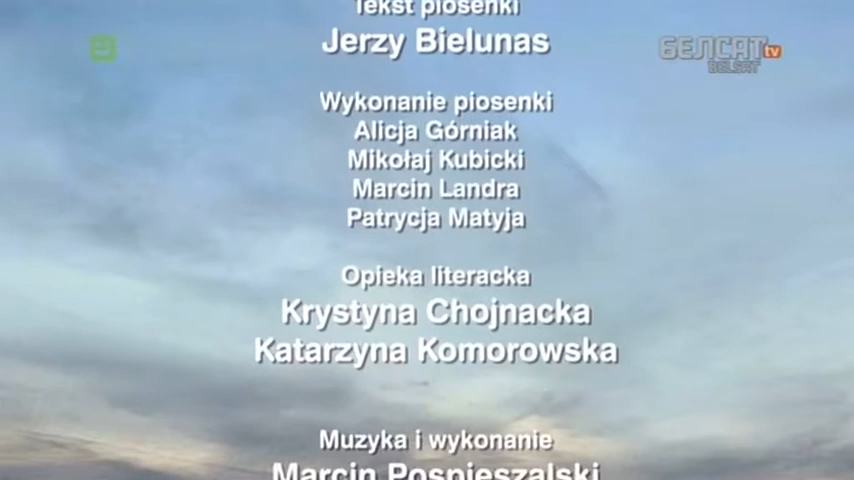 Tekst piosenki
Jerzy Bielunas
БЕЛСАТ tv
BELSAT
Wykonanie piosenki
Alicja Górniak
Mikołaj Kubicki
Marcin Landra
Patrycja Matyja
Opieka literacka
Krystyna Chojnacka
Katarzyna Komorowska
Muzyka i wykonanie
Marcin Pospieszalski